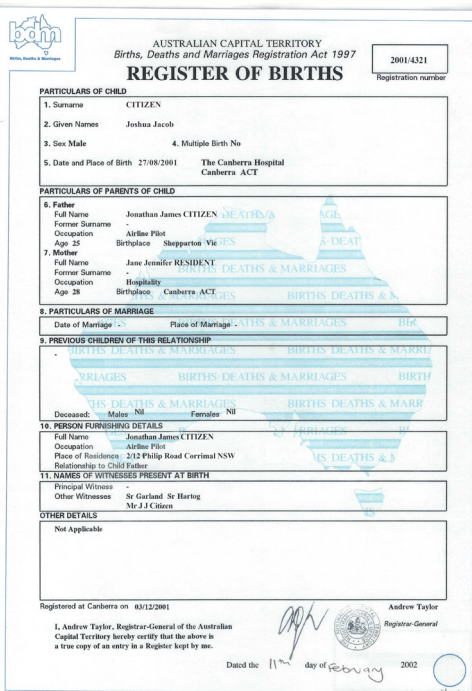 bdm
Births, Deaths & Marriages
AUSTRALIAN CAPITAL TERRITORY
Births, Deaths and Marriages Registration Act 1997
REGISTER OF BIRTHS
2001/4321
Registration number
PARTICULARS OF CHILD
1. Surname CITIZEN
2. Given Names Joshua Jacob
3. Sex Male 4. Multiple Birth No
5. Date and Place of Birth 27/08/2001 The Canberra Hospital
Canberra ACT
PARTICULARS OF PARENTS OF CHILD
6. Father
Full Name Jonathan James CITIZEN
Former Surname -
Occupation Airline Pilot
Age 25 Birthplace Shepparton Vic
7. Mother
Full Name Jane Jennifer RESIDENT
Former Surname -
Occupation Hospitality
Age 28 Birthplace Canberra ACT
8. PARTICULARS OF MARRIAGE
Date of Marriage - Place of Marriage -
9. PREVIOUS CHILDREN OF THIS RELATIONSHIP
-
BIRTHS DEATHS & MARRIAGES
Deceased: Males Nil Females Nil
10. PERSON FURNISHING DETAILS
Full Name Jonathan James CITIZEN
Occupation Airline Pilot
Place of Residence 2/12 Philip Road Corrimal NSW
Relationship to Child Father
11. NAMES OF WITNESSES PRESENT AT BIRTH
Principal Witness -
Other Witnesses Sr Garland Sr Hartog
Mr J J Citizen
OTHER DETAILS
Not Applicable
Registered at Canberra on 03/12/2001
Andrew Taylor
Registrar-General
I, Andrew Taylor, Registrar-General of the Australian
Capital Territory hereby certify that the above is
a true copy of an entry in a Register kept by me.
Dated the 11th day of February 2002